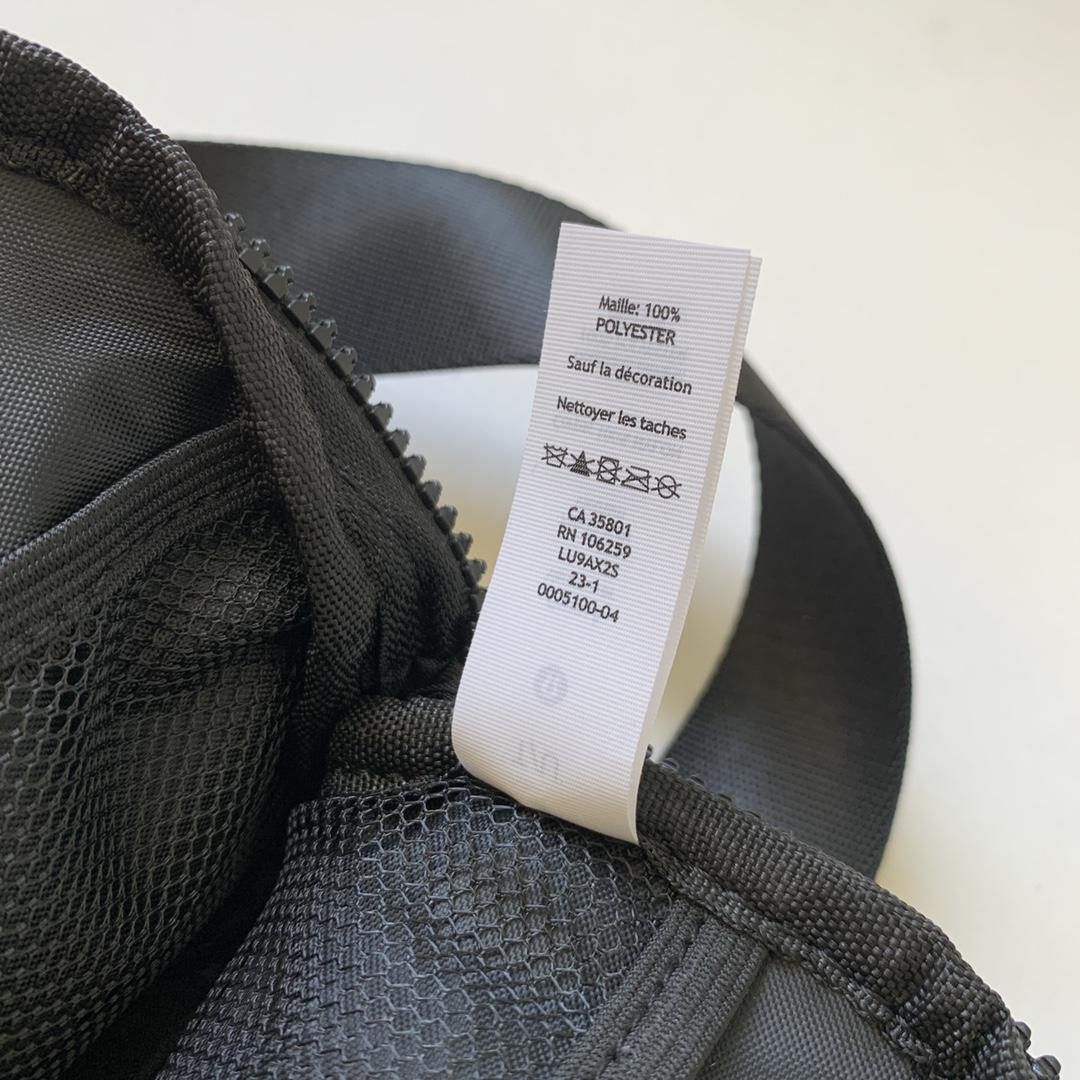 Maille: 100%
POLYESTER
Sauf la décoration
Nettoyer les taches
CA 35801
RN 106259
LU9AX2S
23-1
0005100-04